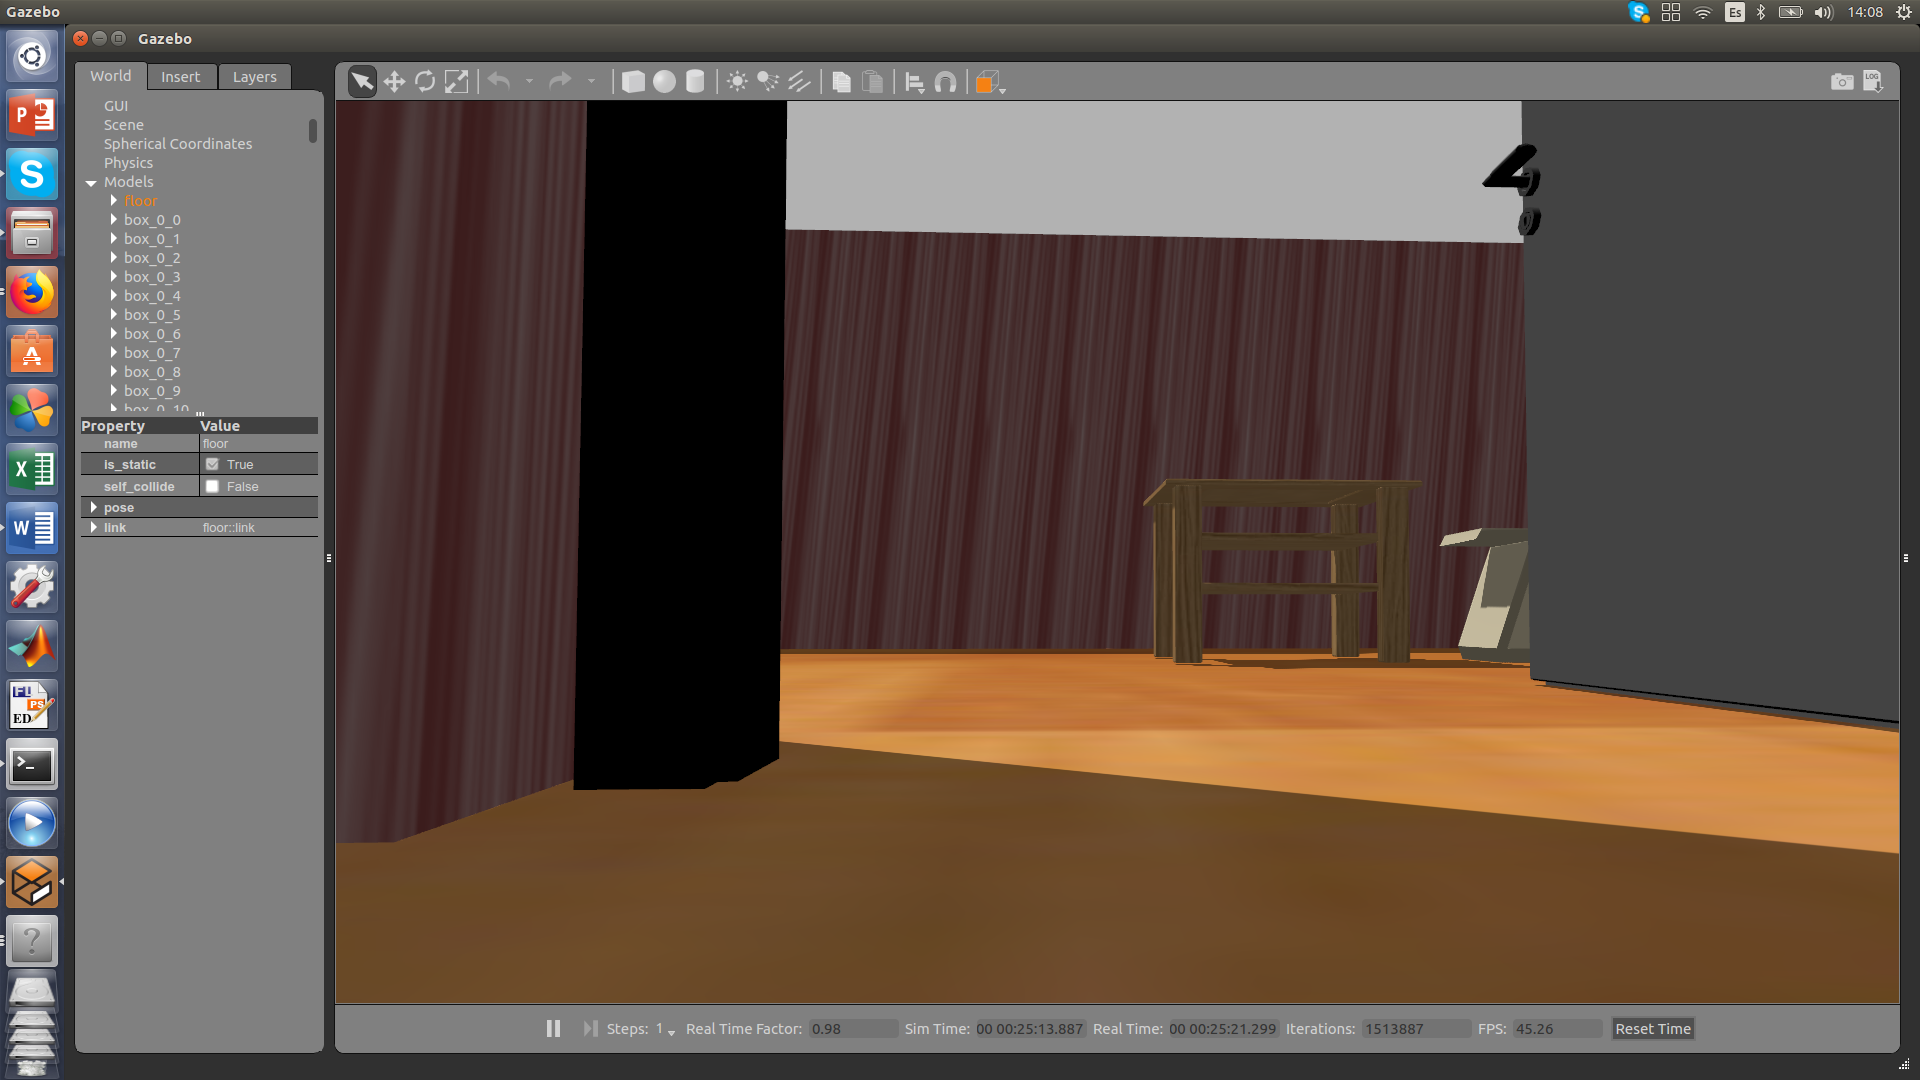 Gazebo
Es
14:08
Gazebo
World
Insert
Layers
LOG
GUI
Scene
Spherical Coordinates
Physics
Models
floor
box_0_0
box_0_1
box_0_2
box_0_3
box_0_4
box_0_5
box_0_6
box_0_7
box_0_8
box_0_9
box_0_10
Property Value
name floor
is_static True
self_collide False
pose
link floor::link
Steps: 1 Real Time Factor: 0.98 Sim Time: 00 00:25:13.887 Real Time: 00 00:25:21.299 Iterations: 1513887 FPS: 45.26 Reset Time